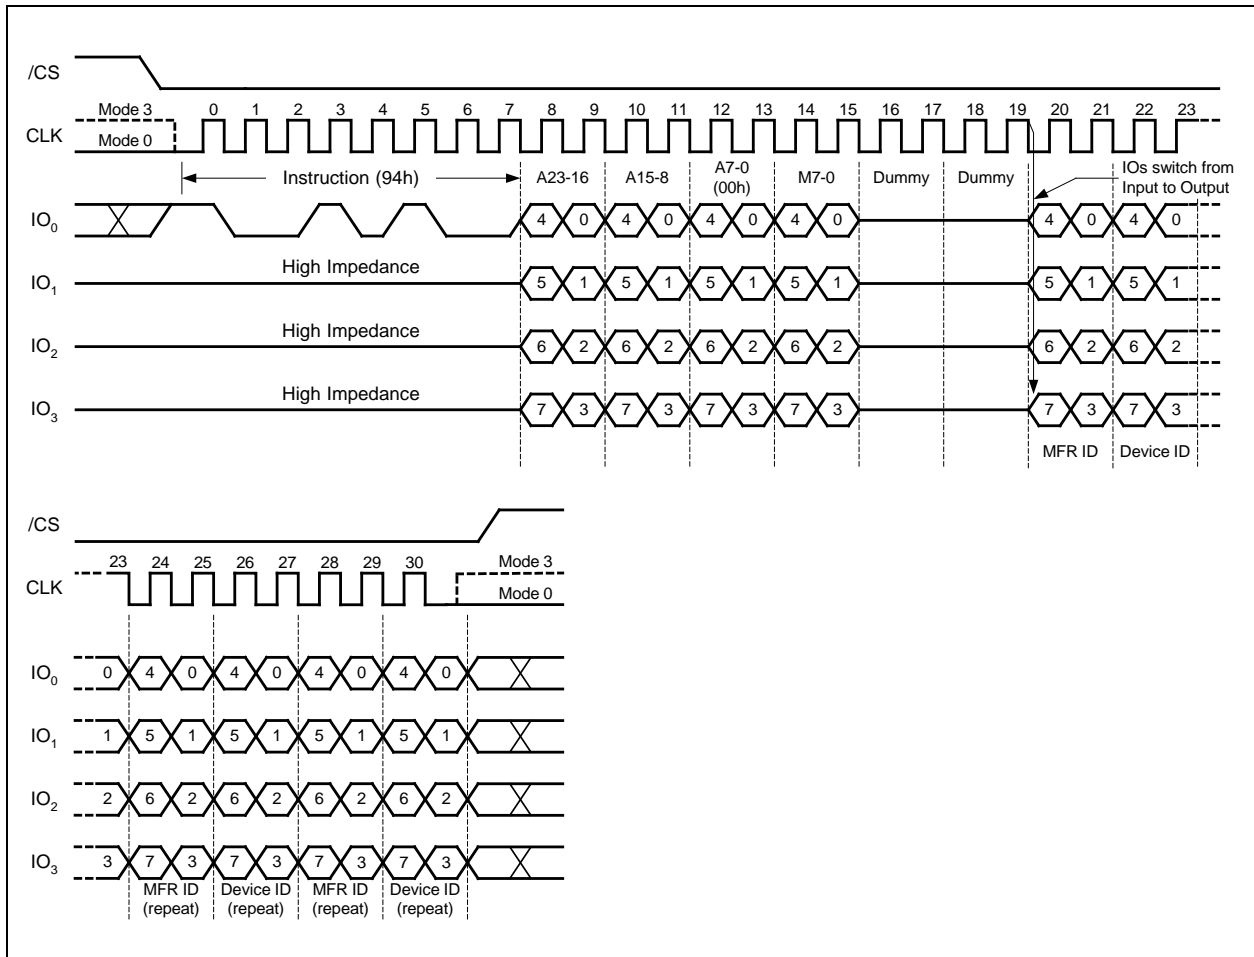 /CS
Mode 3 0 1 2 3 4 5 6 7 8 9 10 11 12 13 14 15 16 17 18 19 20 21 22 23
CLK Mode 0
Instruction (94h) A23-16 A15-8 A7-0 (00h) M7-0 Dummy Dummy IOs switch from Input to Output
IO0 4 0 4 0 4 0 4 0 4 0 4 0
High Impedance
IO1 5 1 5 1 5 1 5 1 5 1 5 1
High Impedance
IO2 6 2 6 2 6 2 6 2 6 2 6 2
High Impedance
IO3 7 3 7 3 7 3 7 3 7 3 7 3
MFR ID Device ID
/CS
23 24 25 26 27 28 29 30 Mode 3
CLK Mode 0
IO0 0 4 0 4 0 4 0 4 0
IO1 1 5 1 5 1 5 1 5 1
IO2 2 6 2 6 2 6 2 6 2
IO3 3 7 3 7 3 7 3 7 3
MFR ID Device ID MFR ID Device ID
(repeat) (repeat) (repeat) (repeat)